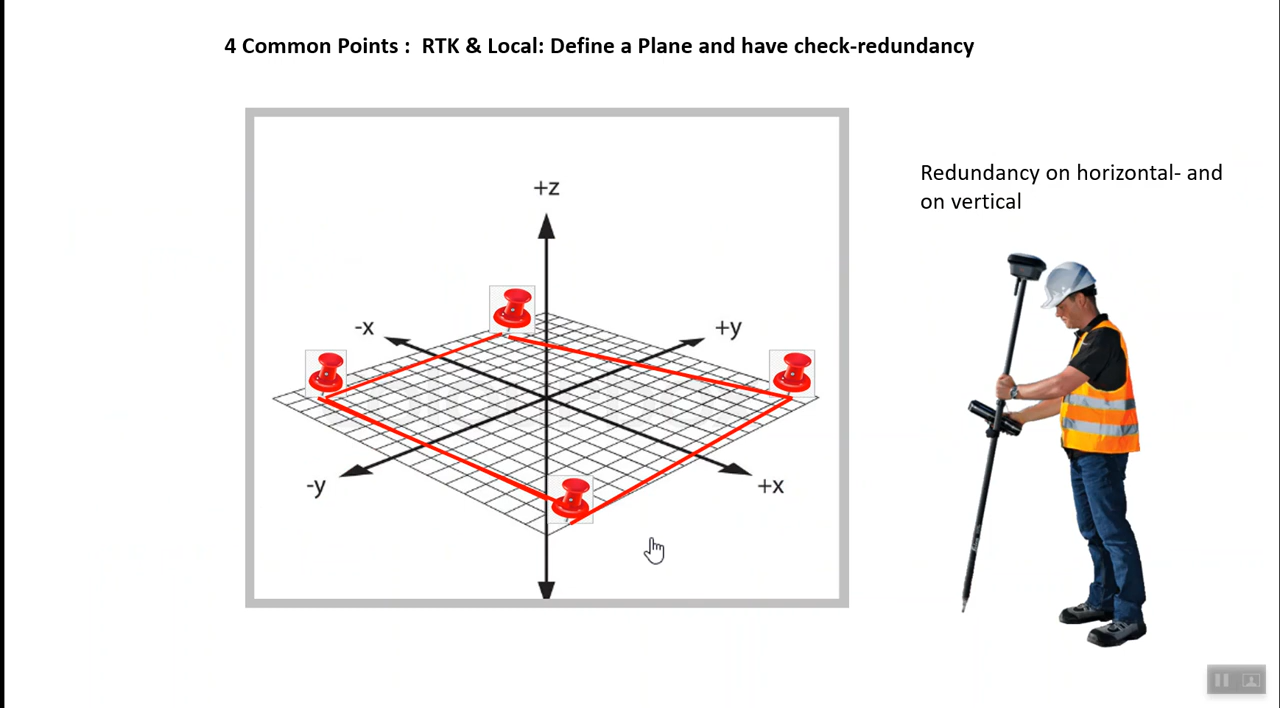 4 Common Points :  RTK & Local: Define a Plane and have check-redundancy
+z
-x
+y
-y
+x
Redundancy on horizontal- and
on vertical